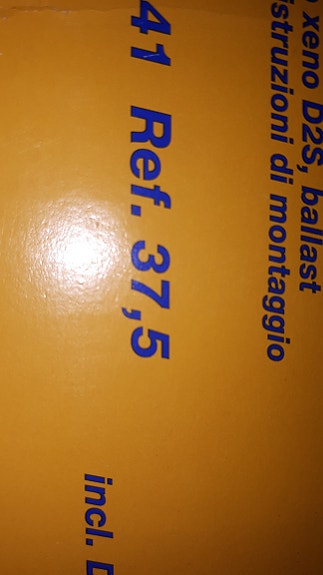 xeno D2S, ballast
istruzioni di montaggio
41 Ref. 37,5
incl.